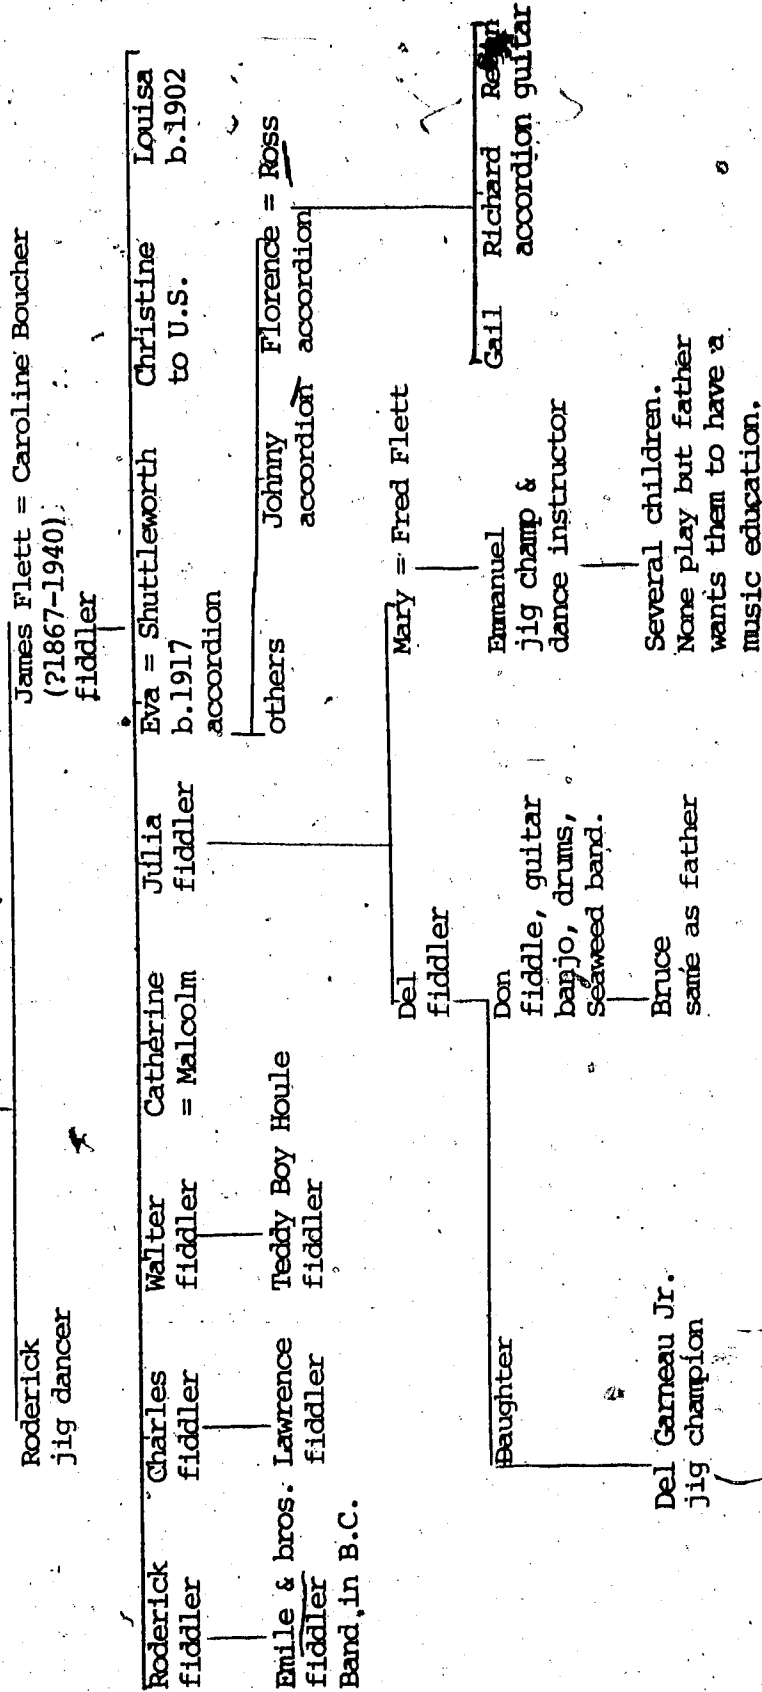 James Flett = Caroline Boucher
(?1867-1940)
fiddler
Roderick
jig dancer
Roderick
fiddler
Charles
fiddler
Walter
fiddler
Catherine
= Malcolm
Julia
fiddler
Eva = Shuttleworth
b.1917
accordion
Christine
to U.S.
Louisa
b.1902
Emile & bros.
fiddler
Band in B.C.
Lawrence
fiddler
Teddy Boy Houle
fiddler
others
Johnny
accordion
Florence = Ross
accordion
Del
fiddler
Mary = Fred Flett
Gail
Richard
accordion
guitar
Daughter
Don
fiddle, guitar
banjo, drums,
Seaweed band.
Emmanuel
jig champ &
dance instructor
Del Garneau Jr.
jig champion
Bruce
same as father
Several children.
None play but father
wants them to have a
music education.